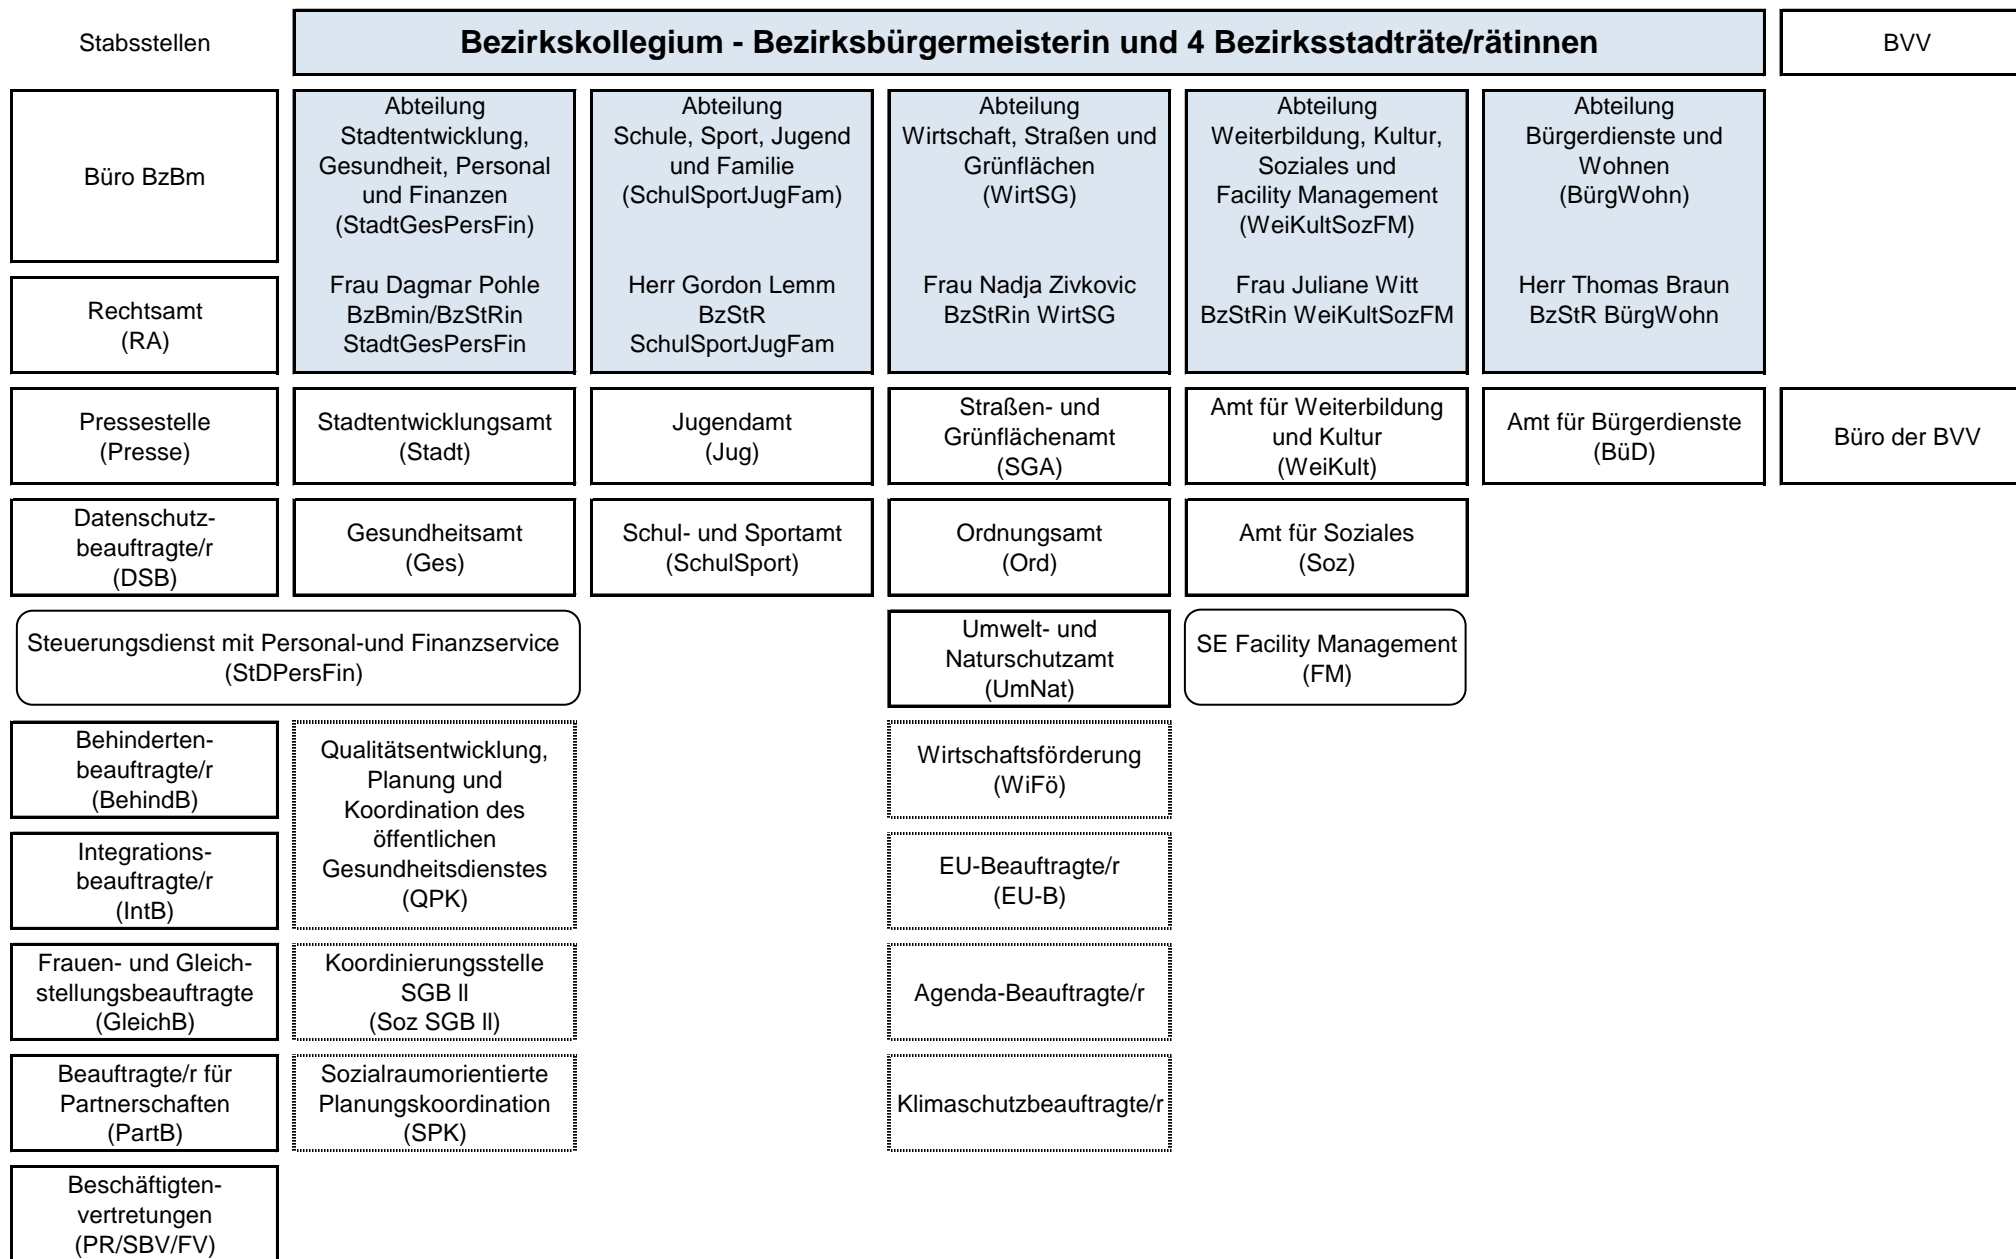 Stabsstellen
Bezirkskollegium - Bezirksbürgermeisterin und 4 Bezirksstadträte/rätinnen
BVV
Büro BzBm
Abteilung
Stadtentwicklung,
Gesundheit, Personal
und Finanzen
(StadtGesPersFin)
Frau Dagmar Pohle
BzBmin/BzStRin
StadtGesPersFin
Abteilung
Schule, Sport, Jugend
und Familie
(SchulSportJugFam)
Herr Gordon Lemm
BzStR
SchulSportJugFam
Abteilung
Wirtschaft, Straßen und
Grünflächen
(WirtSG)
Frau Nadja Zivkovic
BzStRin WirtSG
Abteilung
Weiterbildung, Kultur,
Soziales und
Facility Management
(WeiKultSozFM)
Frau Juliane Witt
BzStRin WeiKultSozFM
Abteilung
Bürgerdienste und
Wohnen
(BürgWohn)
Herr Thomas Braun
BzStR BürgWohn
Rechtsamt
(RA)
Pressestelle
(Presse)
Stadtentwicklungsamt
(Stadt)
Jugendamt
(Jug)
Straßen- und
Grünflächenamt
(SGA)
Amt für Weiterbildung
und Kultur
(WeiKult)
Amt für Bürgerdienste
(BüD)
Büro der BVV
Datenschutz-
beauftragte/r
(DSB)
Gesundheitsamt
(Ges)
Schul- und Sportamt
(SchulSport)
Ordnungsamt
(Ord)
Amt für Soziales
(Soz)
Steuerungsdienst mit Personal-und Finanzservice
(StDPersFin)
Umwelt- und
Naturschutzamt
(UmNat)
SE Facility Management
(FM)
Behinderten-
beauftragte/r
(BehindB)
Qualitätsentwicklung,
Planung und
Koordination des
öffentlichen
Gesundheitsdienstes
(QPK)
Wirtschaftsförderung
(WiFö)
Integrations-
beauftragte/r
(IntB)
EU-Beauftragte/r
(EU-B)
Frauen- und Gleich-
stellungsbeauftragte
(GleichB)
Koordinierungsstelle
SGB ll
(Soz SGB ll)
Agenda-Beauftragte/r
Beauftragte/r für
Partnerschaften
(PartB)
Sozialraumorientierte
Planungskoordination
(SPK)
Klimaschutzbeauftragte/r
Beschäftigten-
vertretungen
(PR/SBV/FV)